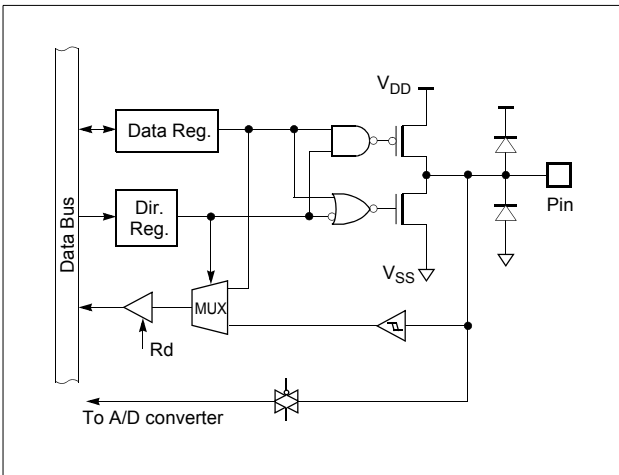 V_DD
Data Reg.
Data Bus
Dir.
Reg.
Pin
V_SS
MUX
Rd
To A/D converter